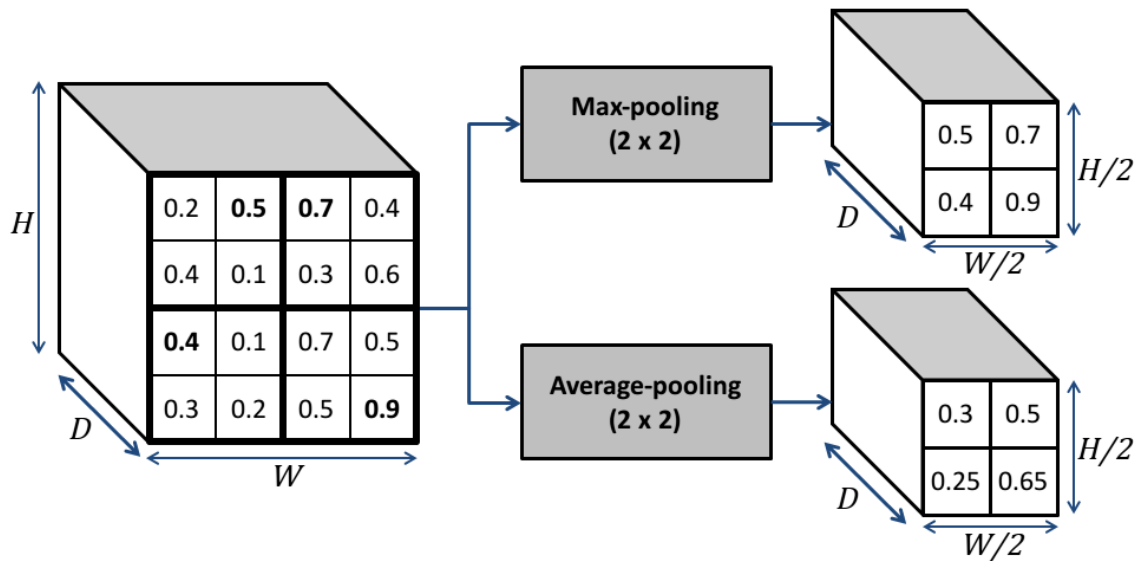 H
0.2 0.5 0.7 0.4
0.4 0.1 0.3 0.6
0.4 0.1 0.7 0.5
0.3 0.2 0.5 0.9
D
W
Max-pooling
(2 x 2)
0.5 0.7
0.4 0.9
H/2
D
W/2
Average-pooling
(2 x 2)
0.3 0.5
0.25 0.65
H/2
D
W/2